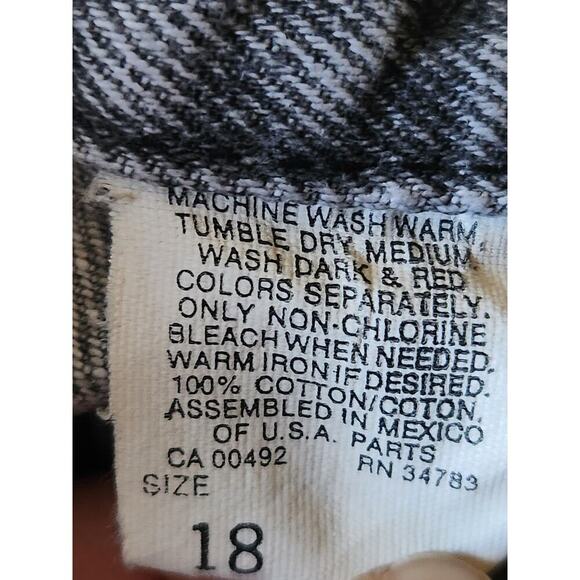 MACHINE WASH WARM.
TUMBLE DRY MEDIUM.
WASH DARK & RED
COLORS SEPARATELY.
ONLY NON-CHLORINE
BLEACH WHEN NEEDED.
WARM IRON IF DESIRED.
100% COTTON/COTON.
ASSEMBLED IN MEXICO
OF U.S.A. PARTS
CA 00492 RN 34783
SIZE
18